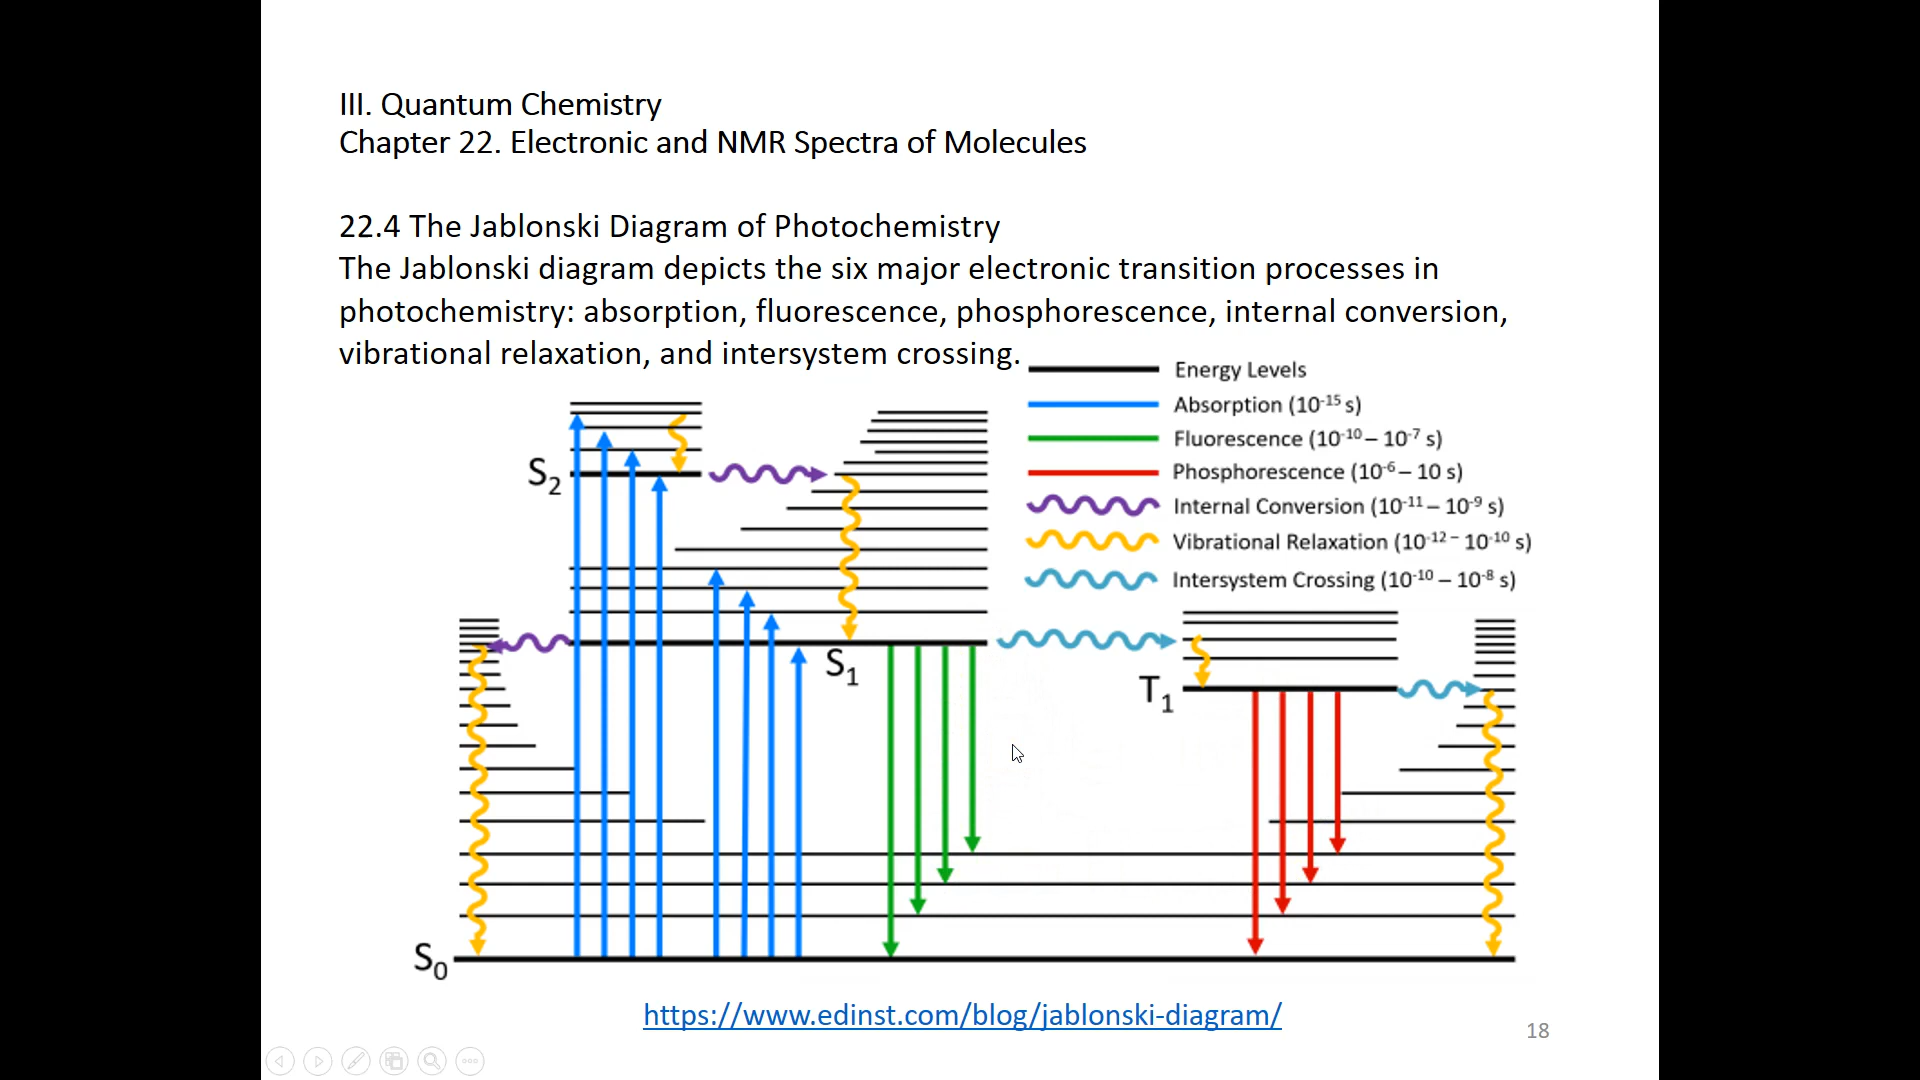 III. Quantum Chemistry
Chapter 22. Electronic and NMR Spectra of Molecules
22.4 The Jablonski Diagram of Photochemistry
The Jablonski diagram depicts the six major electronic transition processes in
photochemistry: absorption, fluorescence, phosphorescence, internal conversion,
vibrational relaxation, and intersystem crossing.
Energy Levels
Absorption (10⁻¹⁵ s)
Fluorescence (10⁻¹⁰ – 10⁻⁷ s)
Phosphorescence (10⁻⁶ – 10 s)
Internal Conversion (10⁻¹¹ – 10⁻⁹ s)
Vibrational Relaxation (10⁻¹² ⁻ 10⁻¹⁰ s)
Intersystem Crossing (10⁻¹⁰ – 10⁻⁸ s)
S₂
S₁
T₁
S₀
https://www.edinst.com/blog/jablonski-diagram/
18